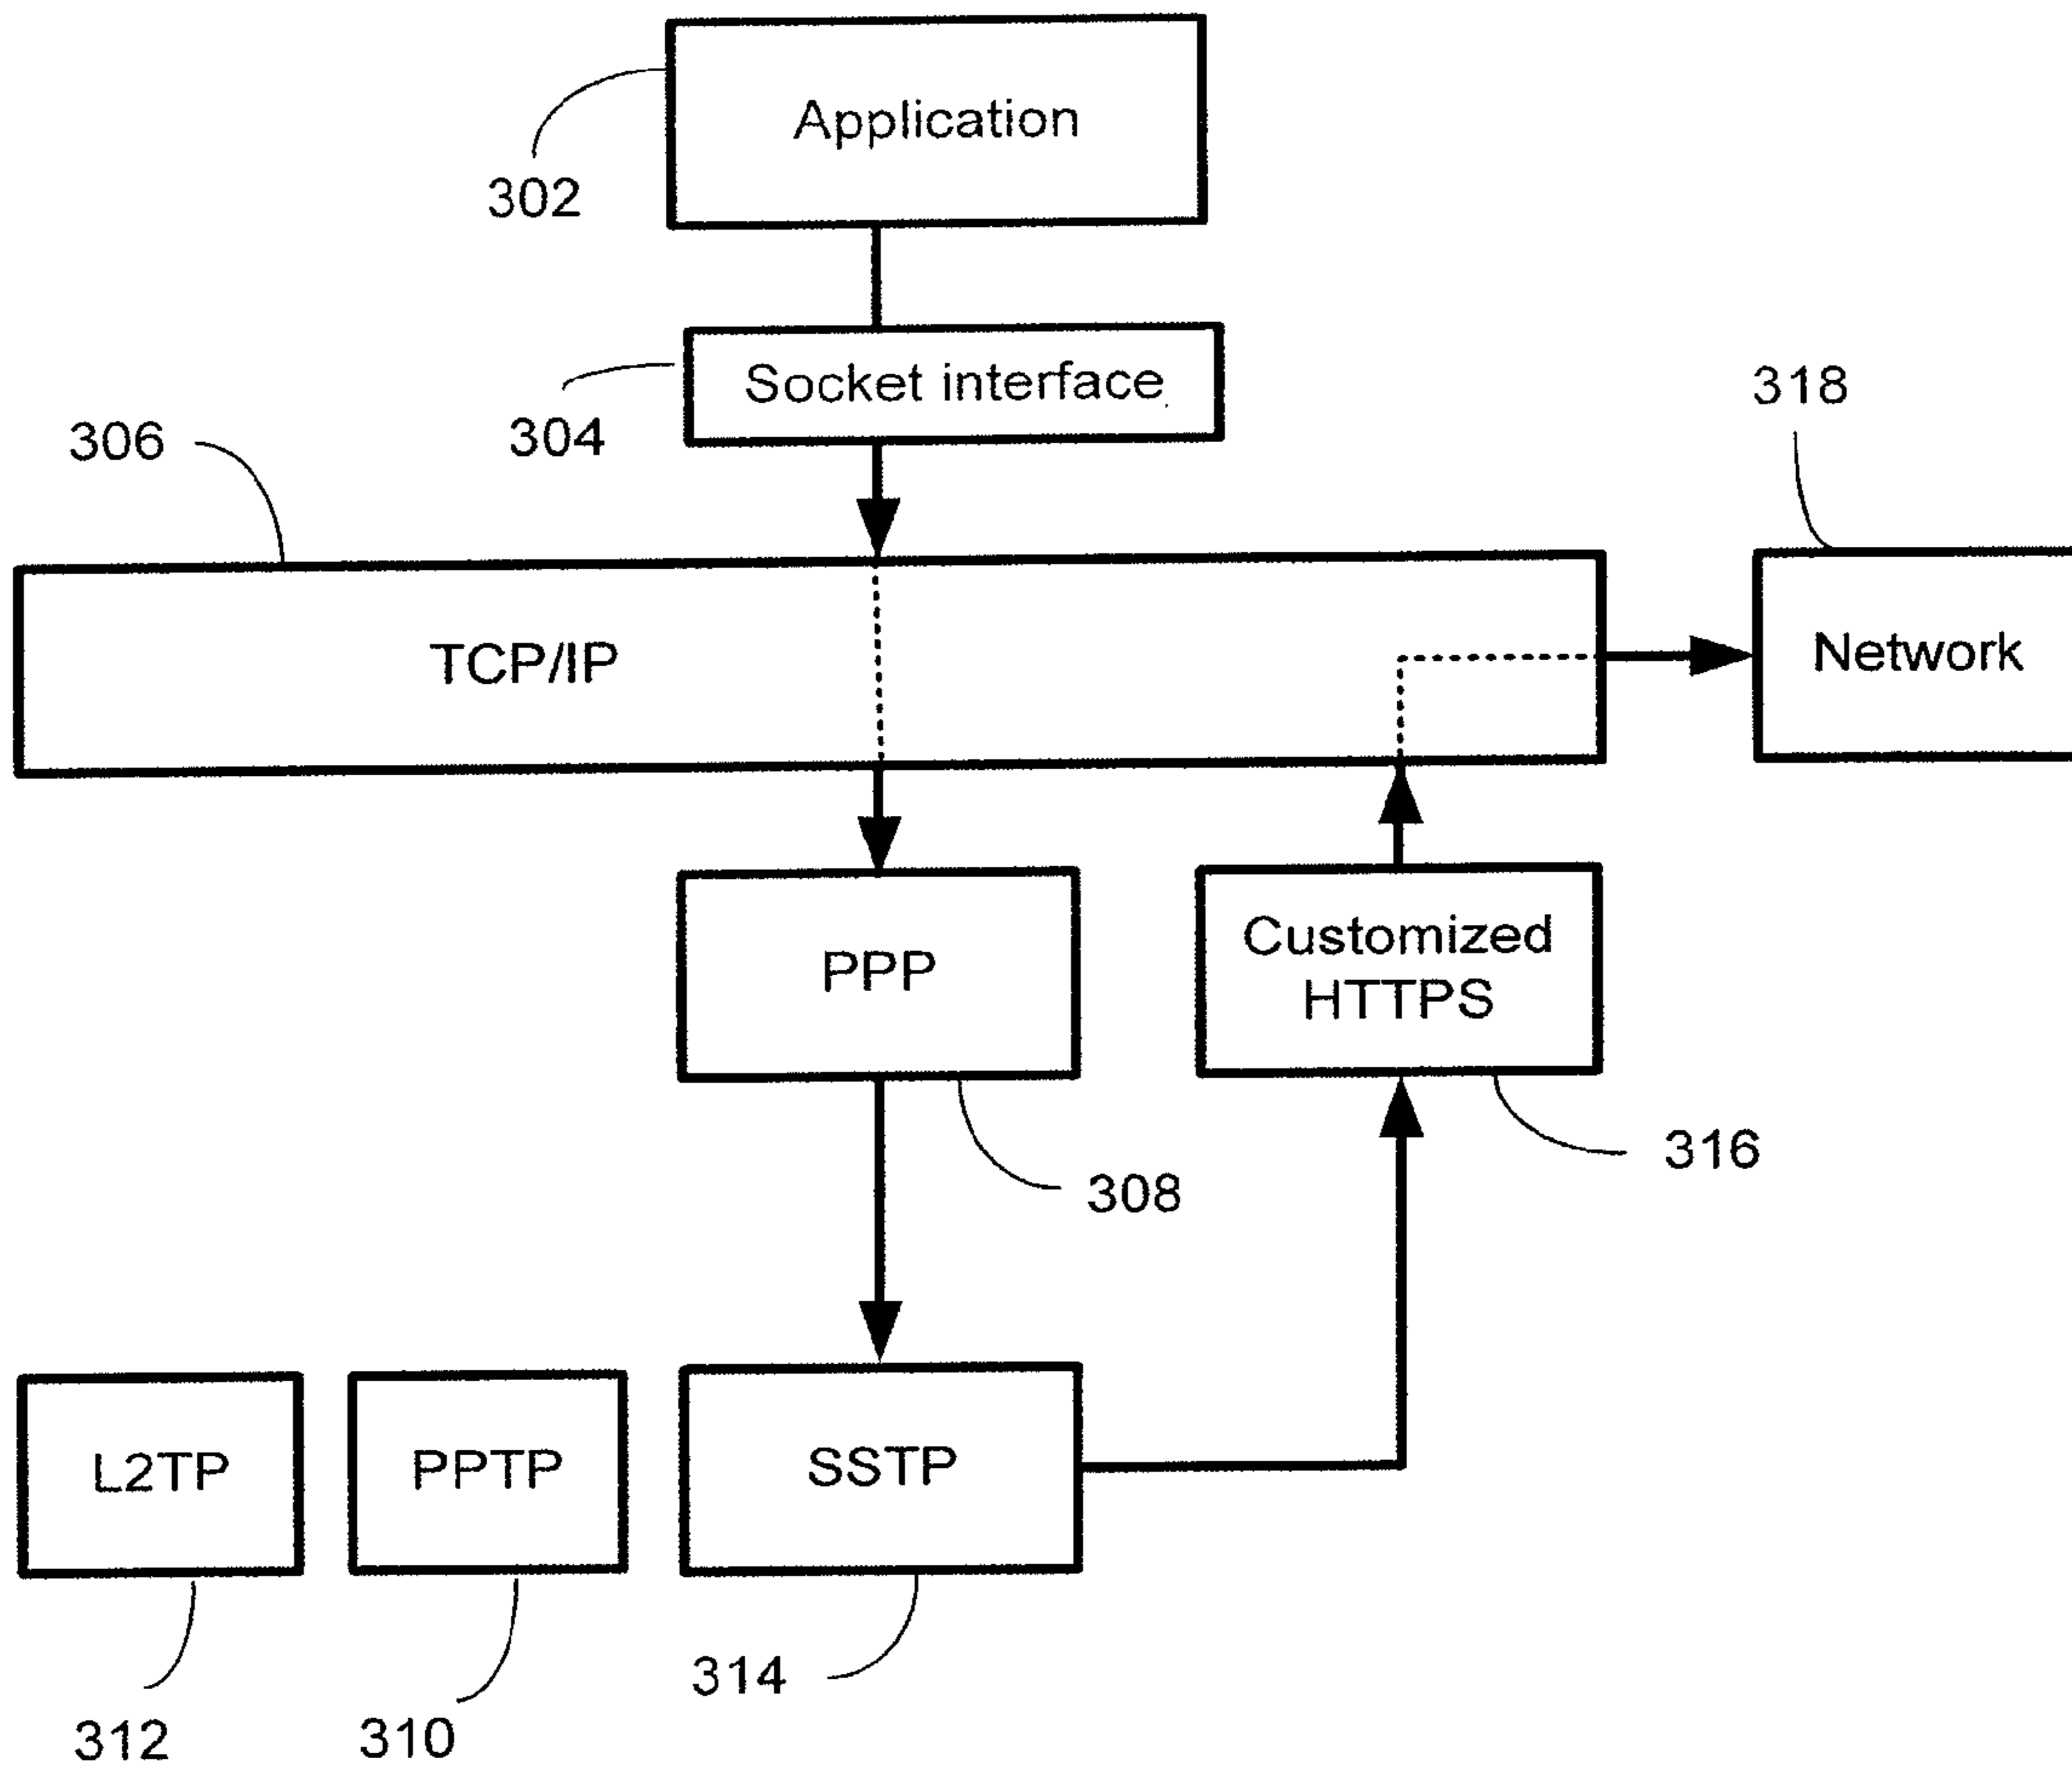 Application
302
Socket interface
304
306
318
TCP/IP
Network
PPP
Customized
HTTPS
316
308
L2TP
PPTP
SSTP
314
312
310